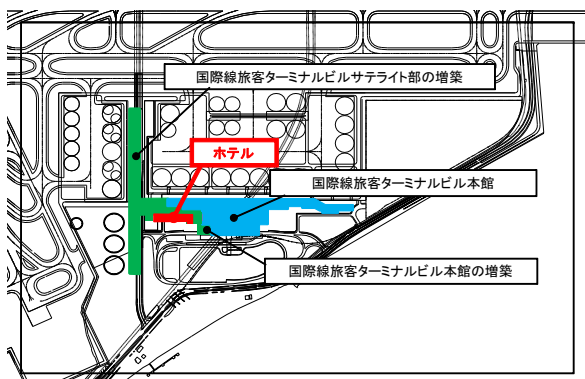 国際線旅客ターミナルビルサテライト部の増築
ホテル
国際線旅客ターミナルビル本館
国際線旅客ターミナルビル本館の増築